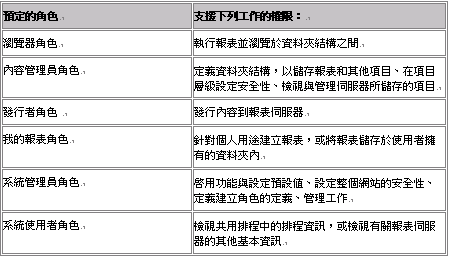 預定的角色
支援下列工作的權限：
瀏覽器角色
執行報表並瀏覽於資料夾結構之間
內容管理員角色
定義資料夾結構，以儲存報表和其他項目、在項目
層級設定安全性、檢視與管理伺服器所儲存的項目
發行者角色
發行內容到報表伺服器
我的報表角色
針對個人用途建立報表，或將報表儲存於使用者擁
有的資料夾內
系統管理員角色
啟用功能與設定預設值、設定整個網站的安全性、
定義建立角色的定義、管理工作
系統使用者角色
檢視共用排程中的排程資訊，或檢視有關報表伺服
器的其他基本資訊